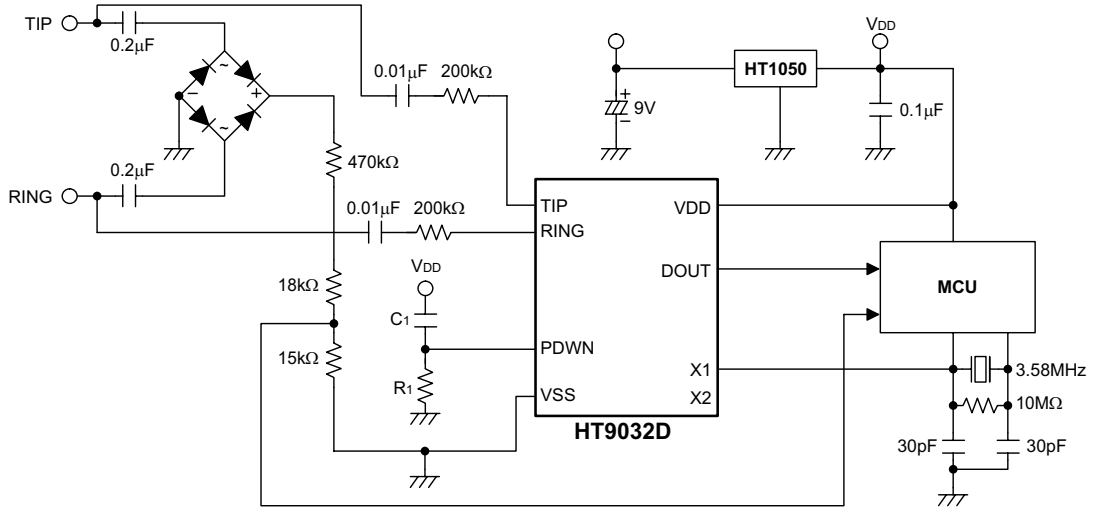 TIP
0.2μF
~
−
+
~
0.2μF
RING
0.01μF
200kΩ
470kΩ
0.01μF
200kΩ
18kΩ
15kΩ
VDD
C1
R1
TIP
RING
PDWN
VSS
VDD
DOUT
X1
X2
HT9032D
+
−
9V
HT1050
VDD
0.1μF
MCU
3.58MHz
10MΩ
30pF
30pF